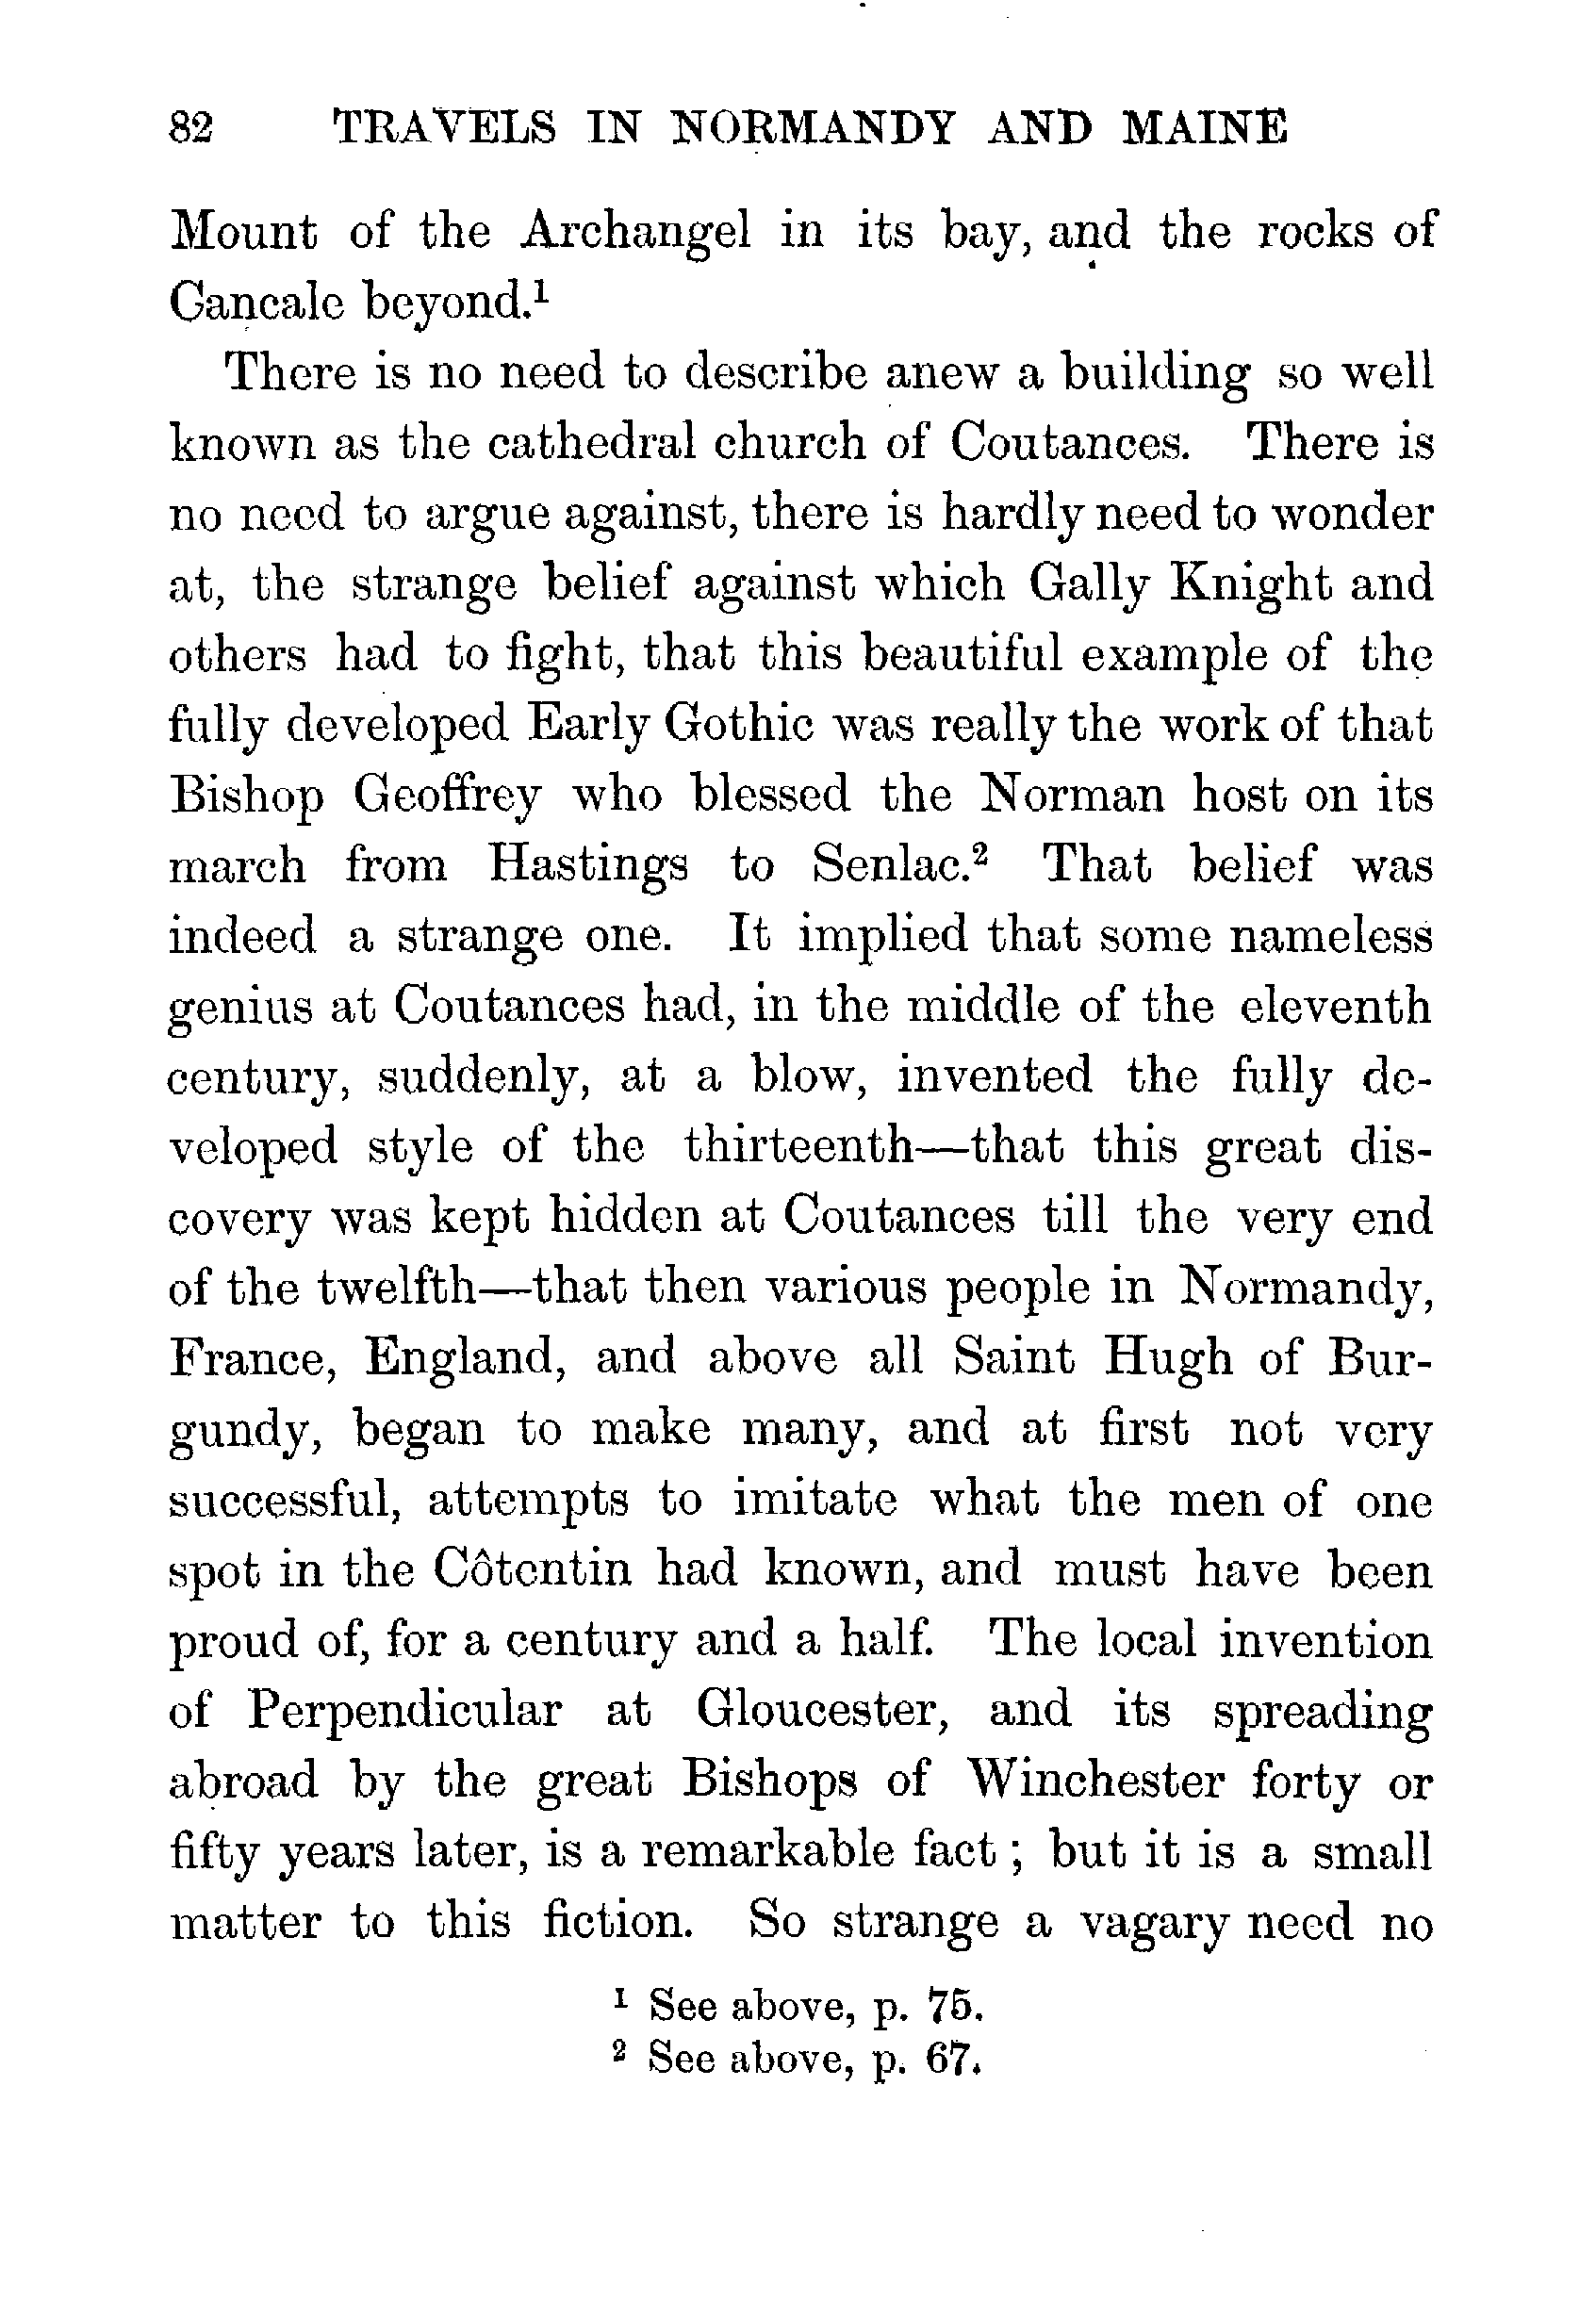 82 TRAVELS IN NORMANDY AND MAINE
Mount of the Archangel in its bay, and the rocks of
Cancale beyond.¹
There is no need to describe anew a building so well
known as the cathedral church of Coutances. There is
no need to argue against, there is hardly need to wonder
at, the strange belief against which Gally Knight and
others had to fight, that this beautiful example of the
fully developed Early Gothic was really the work of that
Bishop Geoffrey who blessed the Norman host on its
march from Hastings to Senlac.² That belief was
indeed a strange one. It implied that some nameless
genius at Coutances had, in the middle of the eleventh
century, suddenly, at a blow, invented the fully de-
veloped style of the thirteenth—that this great dis-
covery was kept hidden at Coutances till the very end
of the twelfth—that then various people in Normandy,
France, England, and above all Saint Hugh of Bur-
gundy, began to make many, and at first not very
successful, attempts to imitate what the men of one
spot in the Côtentin had known, and must have been
proud of, for a century and a half. The local invention
of Perpendicular at Gloucester, and its spreading
abroad by the great Bishops of Winchester forty or
fifty years later, is a remarkable fact ; but it is a small
matter to this fiction. So strange a vagary need no
¹ See above, p. 75.
² See above, p. 67.